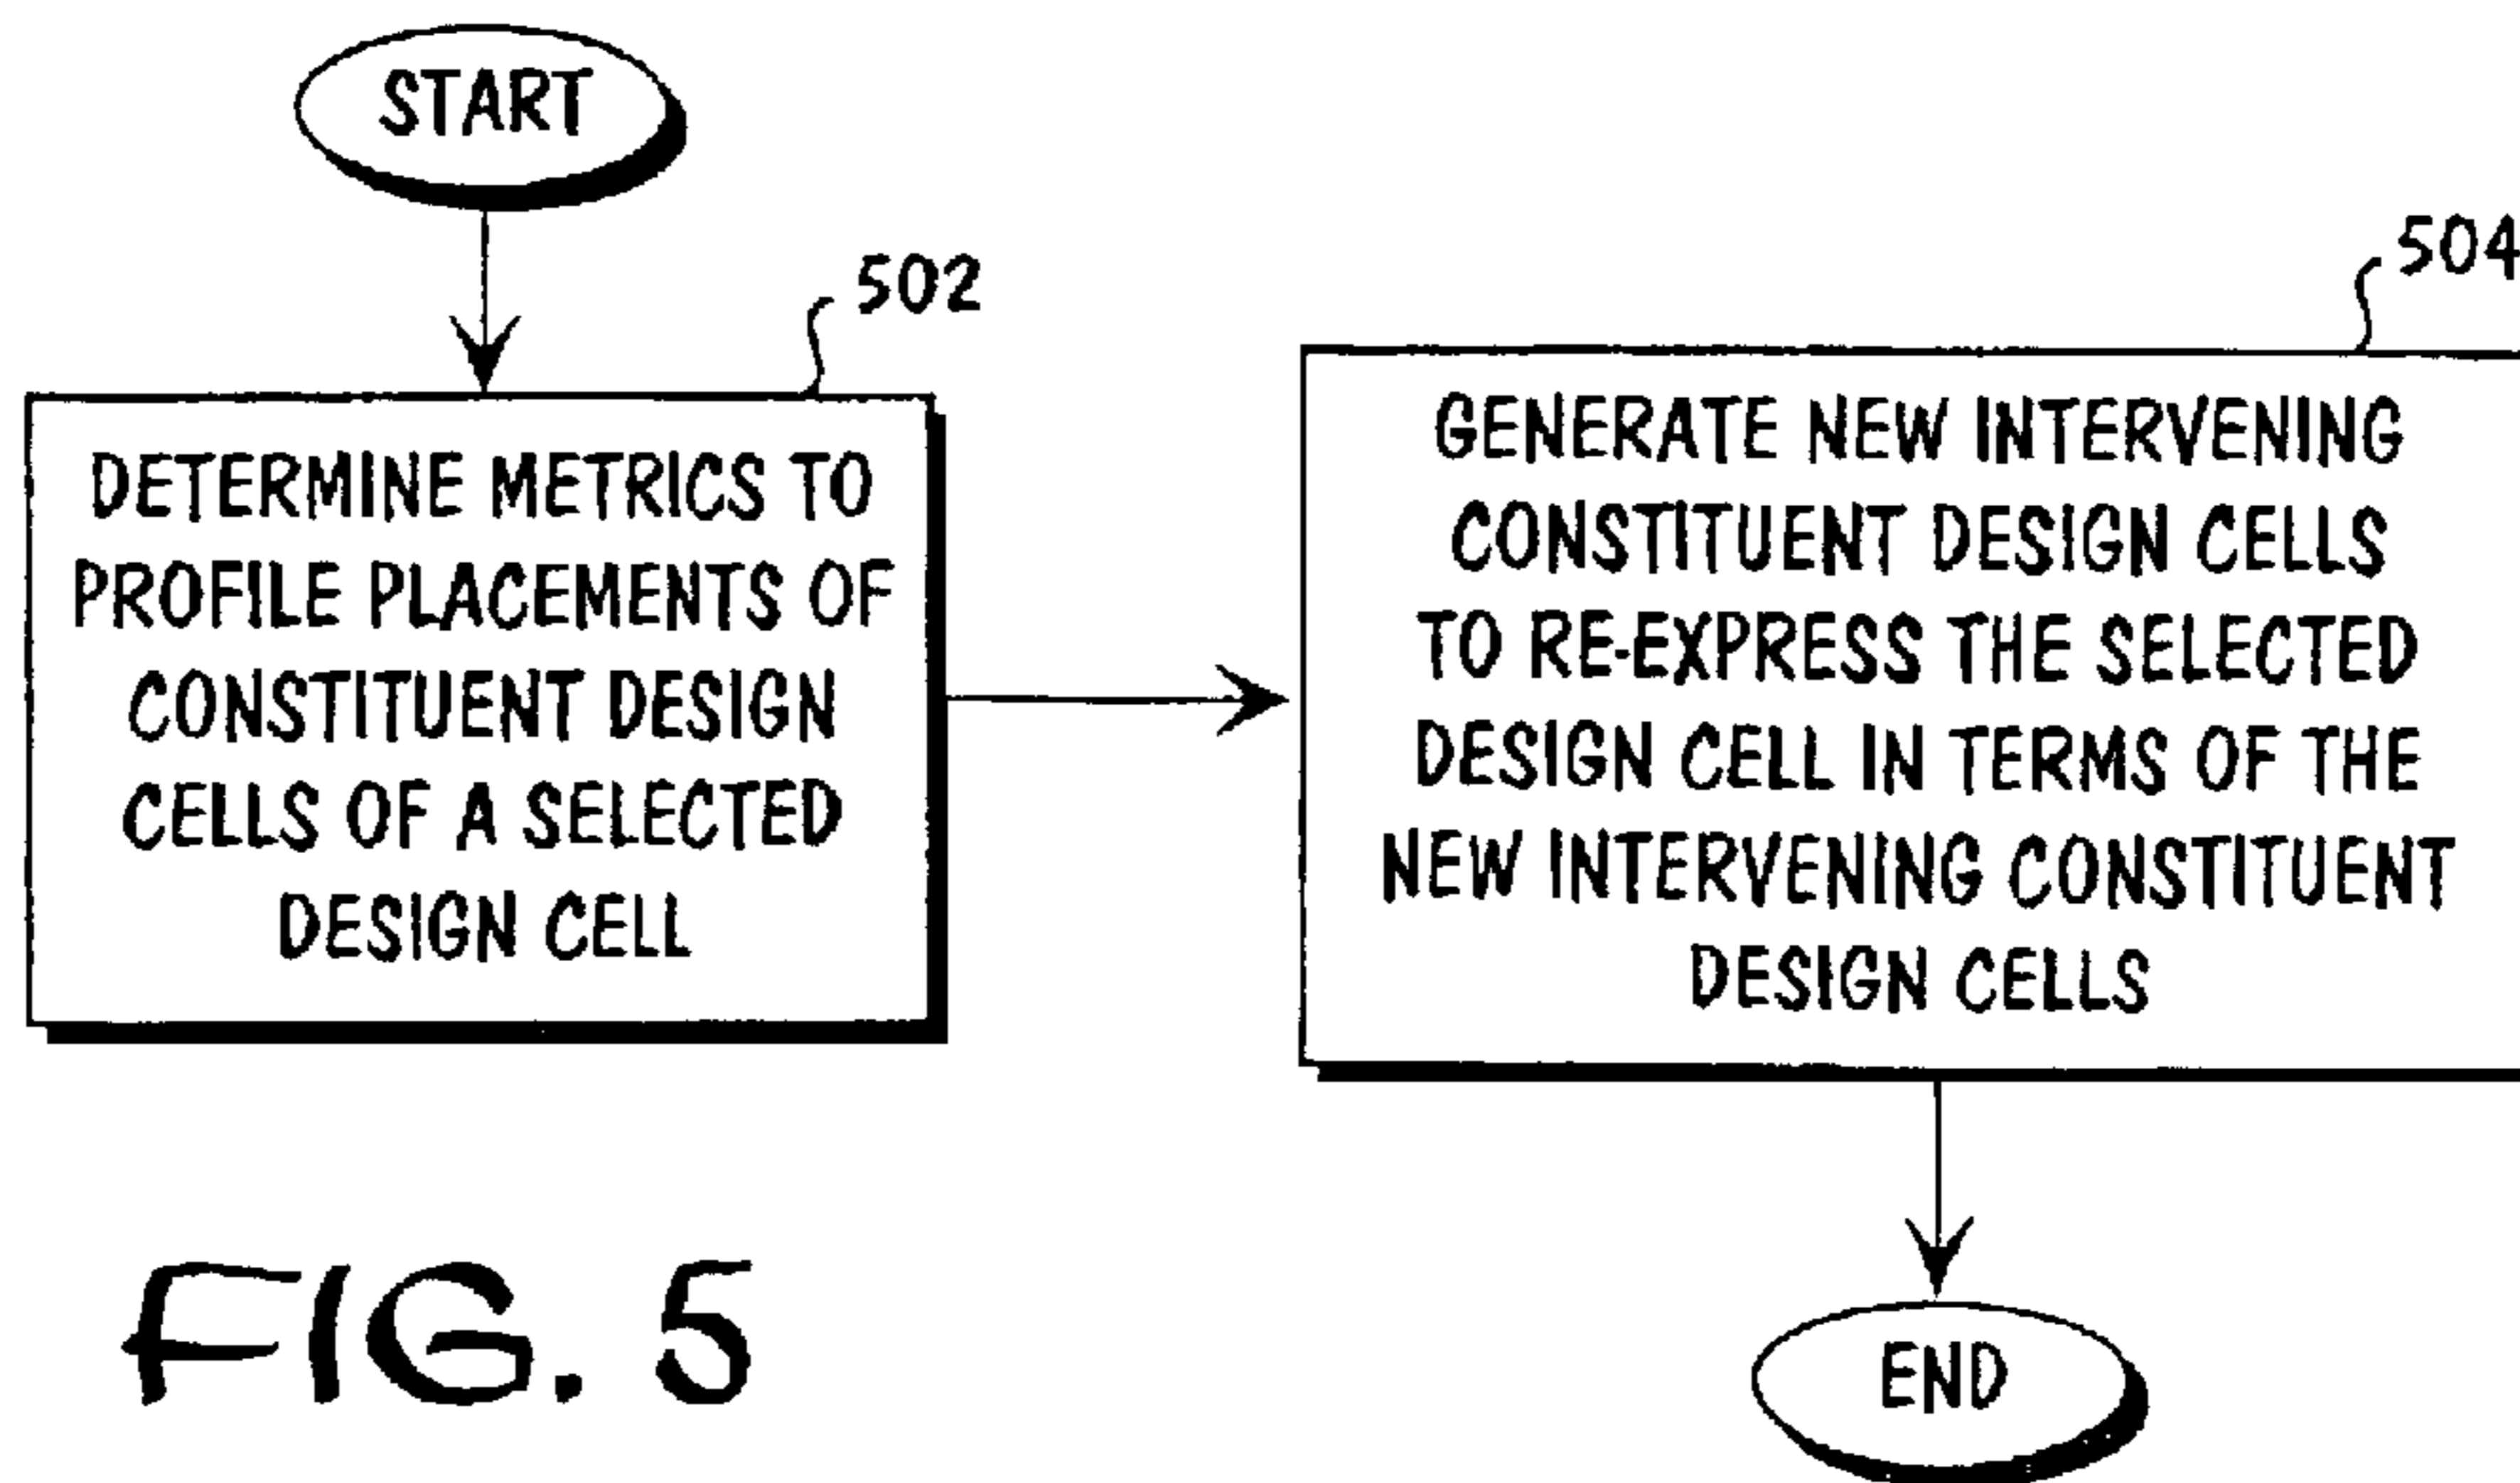 START
502
DETERMINE METRICS TO
PROFILE PLACEMENTS OF
CONSTITUENT DESIGN
CELLS OF A SELECTED
DESIGN CELL
504
GENERATE NEW INTERVENING
CONSTITUENT DESIGN CELLS
TO RE-EXPRESS THE SELECTED
DESIGN CELL IN TERMS OF THE
NEW INTERVENING CONSTITUENT
DESIGN CELLS
END
FIG. 5